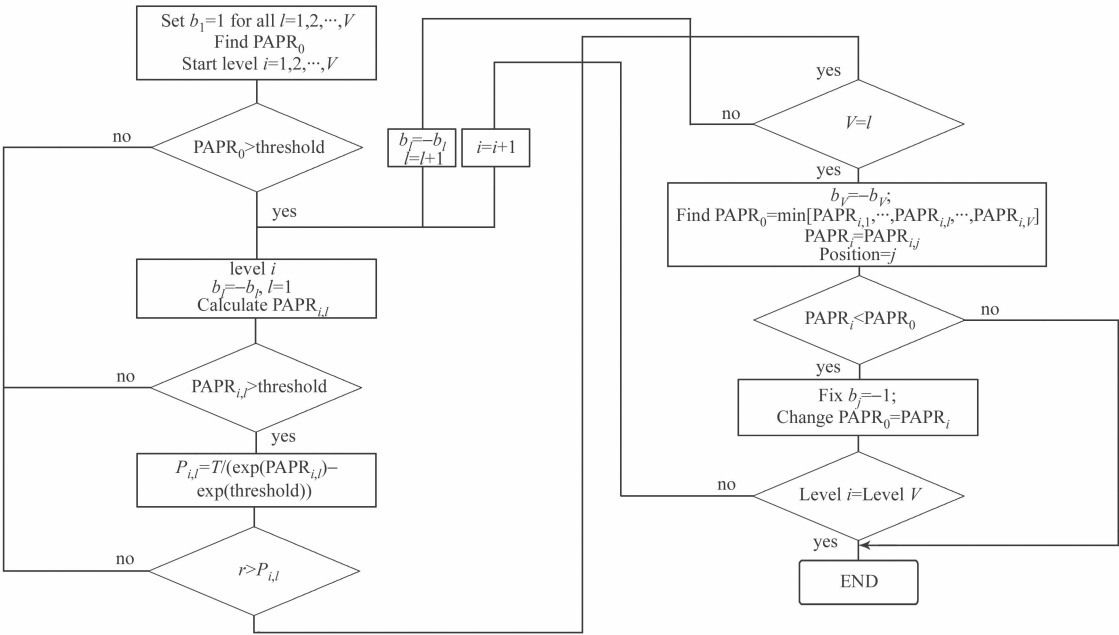 Set b₁=1 for all l=1,2,···,V
Find PAPR₀
Start level i=1,2,···,V
no
PAPR₀>threshold
yes
level i
bₗ=−bₗ, l=1
Calculate PAPRᵢ,ₗ
no
PAPRᵢ,ₗ>threshold
yes
Pᵢ,ₗ=T/(exp(PAPRᵢ,ₗ)−
exp(threshold))
no
r>Pᵢ,ₗ
bₗ=−bₗ
l=l+1
i=i+1
yes
no
V=l
yes
b_V=−b_V;
Find PAPR₀=min[PAPRᵢ,₁,···,PAPRᵢ,ₗ,···,PAPRᵢ,V]
PAPRᵢ=PAPRᵢ,ⱼ
Position=j
PAPRᵢ<PAPR₀
no
yes
Fix bⱼ=−1;
Change PAPR₀=PAPRᵢ
no
Level i=Level V
yes
END